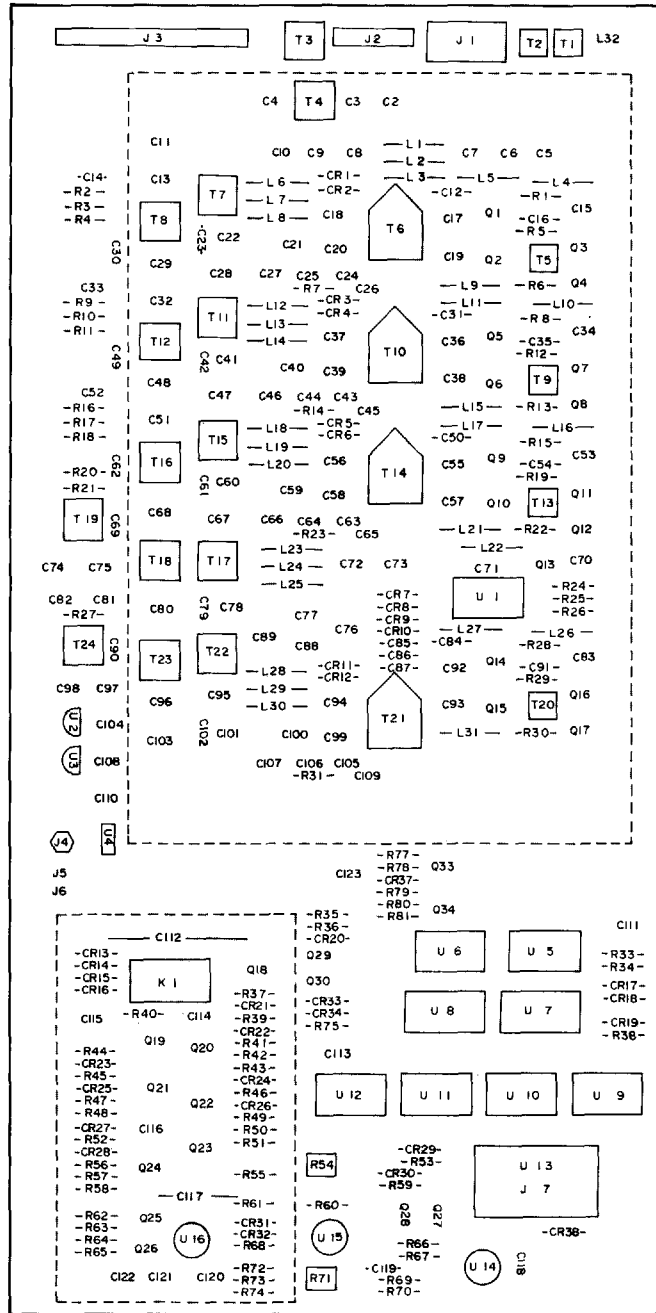 J3 T3 J2 J1 T2 T1 L32
C4 T4 C3 C2
C11 L1
C10 C9 C8 L2 C7 C6 C5
-C14- C13 L6 -CR1- L3 L5 L4
-R2- T7 L7 -CR2- -C12- -R1-
-R3- L8 C18 C17 Q1 -C16- C15
-R4- T8 -C23- C22 T6 -R5-
C30 C21 C20 C19 Q2 T5 Q3
C29 C28 C27 C25 C24
C33 -R7- C26 L9 -R6- Q4
-R9- C32 L12 -CR3- L11 L10
-R10- T11 L13 -CR4- -C31- -R8-
-R11- T12 L14 C37 T10 C36 Q5 -C35- C34
C49 C42 C41 -R12-
C40 C39 C38 Q6 T9 Q7
C52 C48 C47 C46 C44 C43
-R16- -R14- C45 L15 -R13- Q8
-R17- C51 L18 -CR5- L17 L16
-R18- T15 L19 -CR6- -C50- -R15-
C62 T16 L20 C56 T14 C55 Q9 -C54- C53
-R20- C61 C60 -R19-
-R21- C59 C58 C57 Q10 T13 Q11
T19 C69 C68 C67 C66 C64 C63
-R23- C65 L21 -R22- Q12
L23 L22
C74 C75 T18 T17 L24 C72 C73 C71 Q13 C70
L25 U1 -R24-
C82 C81 -CR7- -R25-
-R27- C80 C79 C78 C77 -CR8- -R26-
-CR9-
T24 C90 C89 C76 -CR10- L27 L26
T23 T22 C88 -C85- -C84- -R28-
-C86-
C98 C97 L28 -CR11- -C87- C92 Q14 -C91- C83
C95 L29 -CR12- -R29-
U2 C104 C96 L30 C94 T21 C93 Q15 T20 Q16
U3 C108 C103 C102 C101 C100 C99 L31 -R30- Q17
C107 C106 C105
C110 -R31- C109
J4 U4
J5 C123 -R77-
J6 -R78- Q33
-CR37-
-R79-
-R80-
-R35- -R81- Q34
C112 -R36- C111
-CR13- -CR20- U6 U5 -R33-
-CR14- K1 Q18 Q29 -R34-
-CR15-
-CR16- -R37- Q30 -CR17-
-CR21- -CR33- U8 U7 -CR18-
C115 -R40- C114 -R39- -CR34- -CR19-
-CR22- -R75- -R38-
Q19 Q20 -R41-
-R44- -R42- C113
-CR23- -R43-
-R45- -CR24- U12 U11 U10 U9
-CR25- Q21 -R46-
-R47- Q22 -CR26-
-R48- -R49-
-CR27- C116 -R50-
-R52- Q23 -R51- -CR29- U13
-CR28- -R53- J7
-R56- Q24 R54 -CR30-
-R57- -R55- -R59-
-R58- C117
-R61- -R60- Q28 Q27
-R62- Q25 -CR31-
-R63- U16 -CR32- U15 -CR38-
-R64- -R68- -R66-
-R65- Q26 -R67- U14 C118
-R72- -C119-
C122 C121 C120 -R73- R71 -R69-
-R74- -R70-